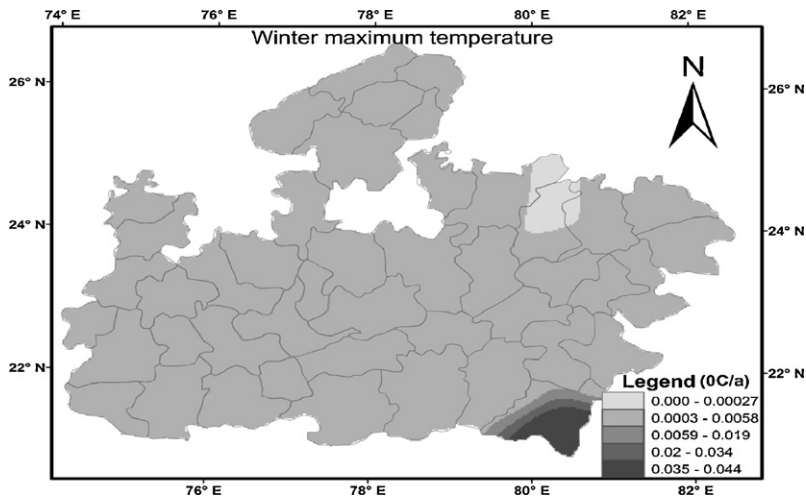 74° E 76° E 78° E 80° E 82° E
Winter maximum temperature
26° N 26° N
N
24° N 24° N
22° N 22° N
Legend (0C/a)
0.000 - 0.00027
0.0003 - 0.0058
0.0059 - 0.019
0.02 - 0.034
0.035 - 0.044
76° E 78° E 80° E 82° E